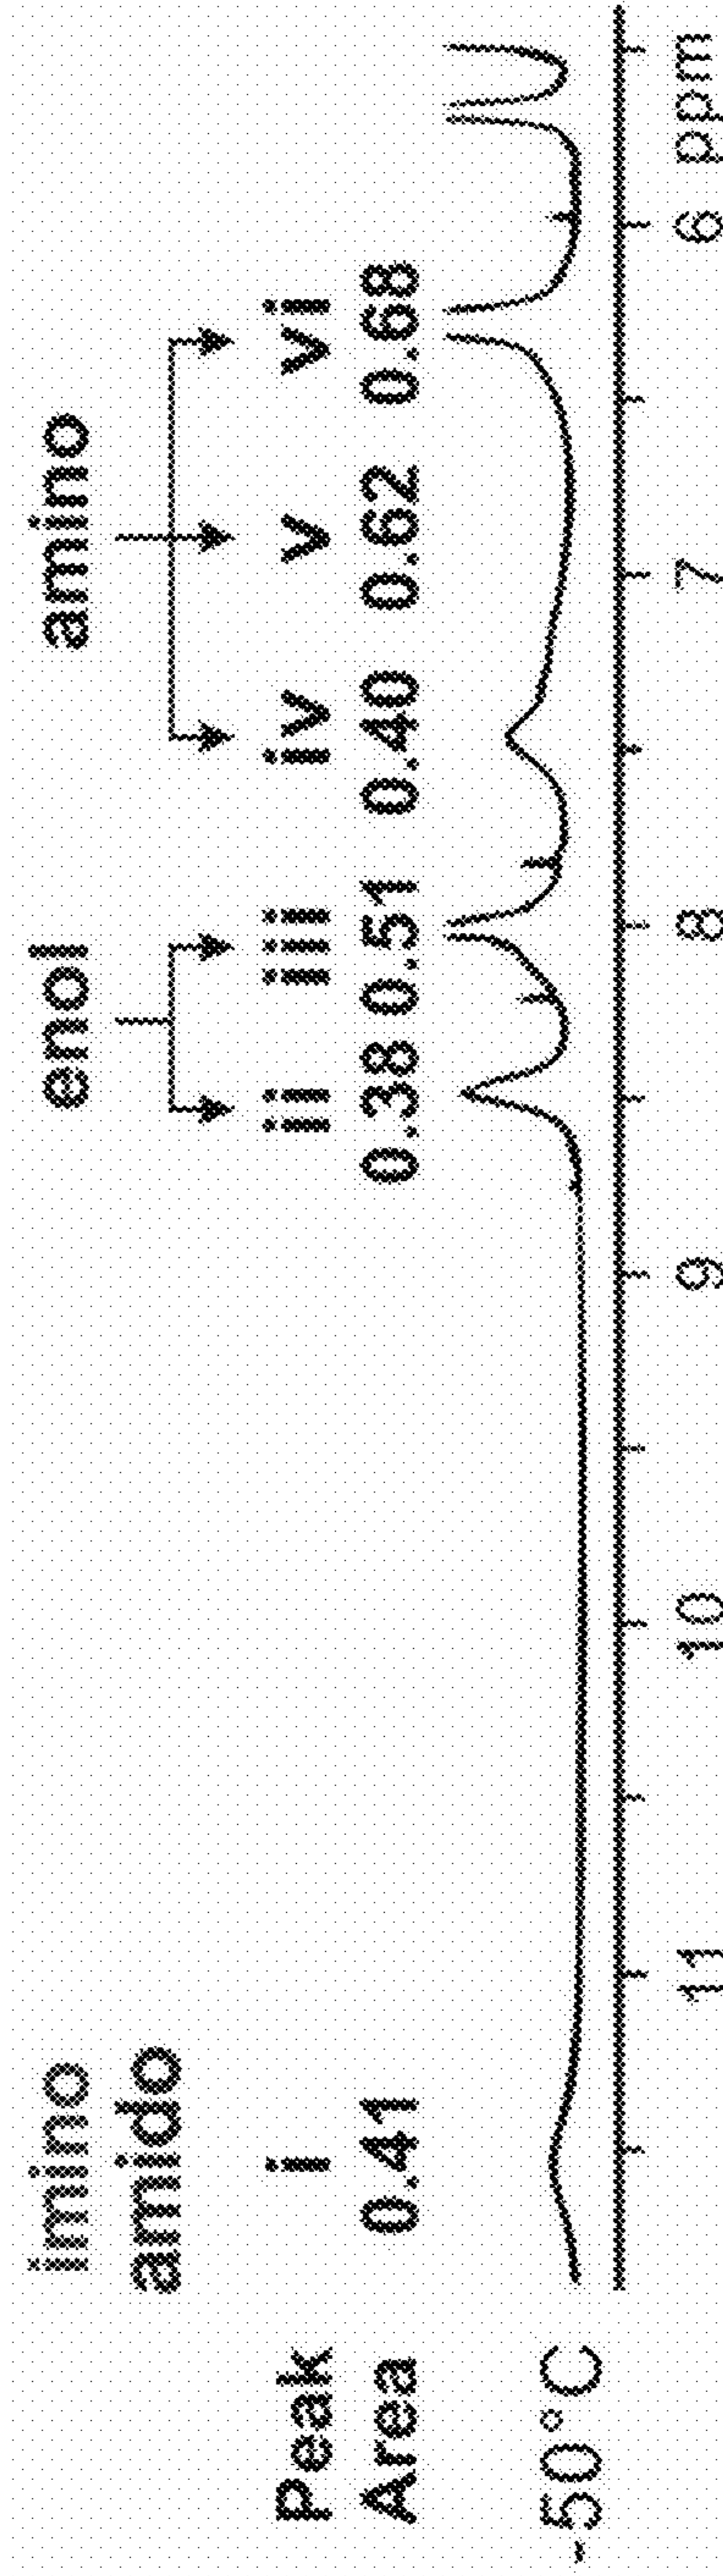 imino enol amino
amido
Peak i ii iii iv v vi
Area 0.41 0.38 0.51 0.40 0.62 0.68
-50°C
11 10 9 8 7 6 ppm